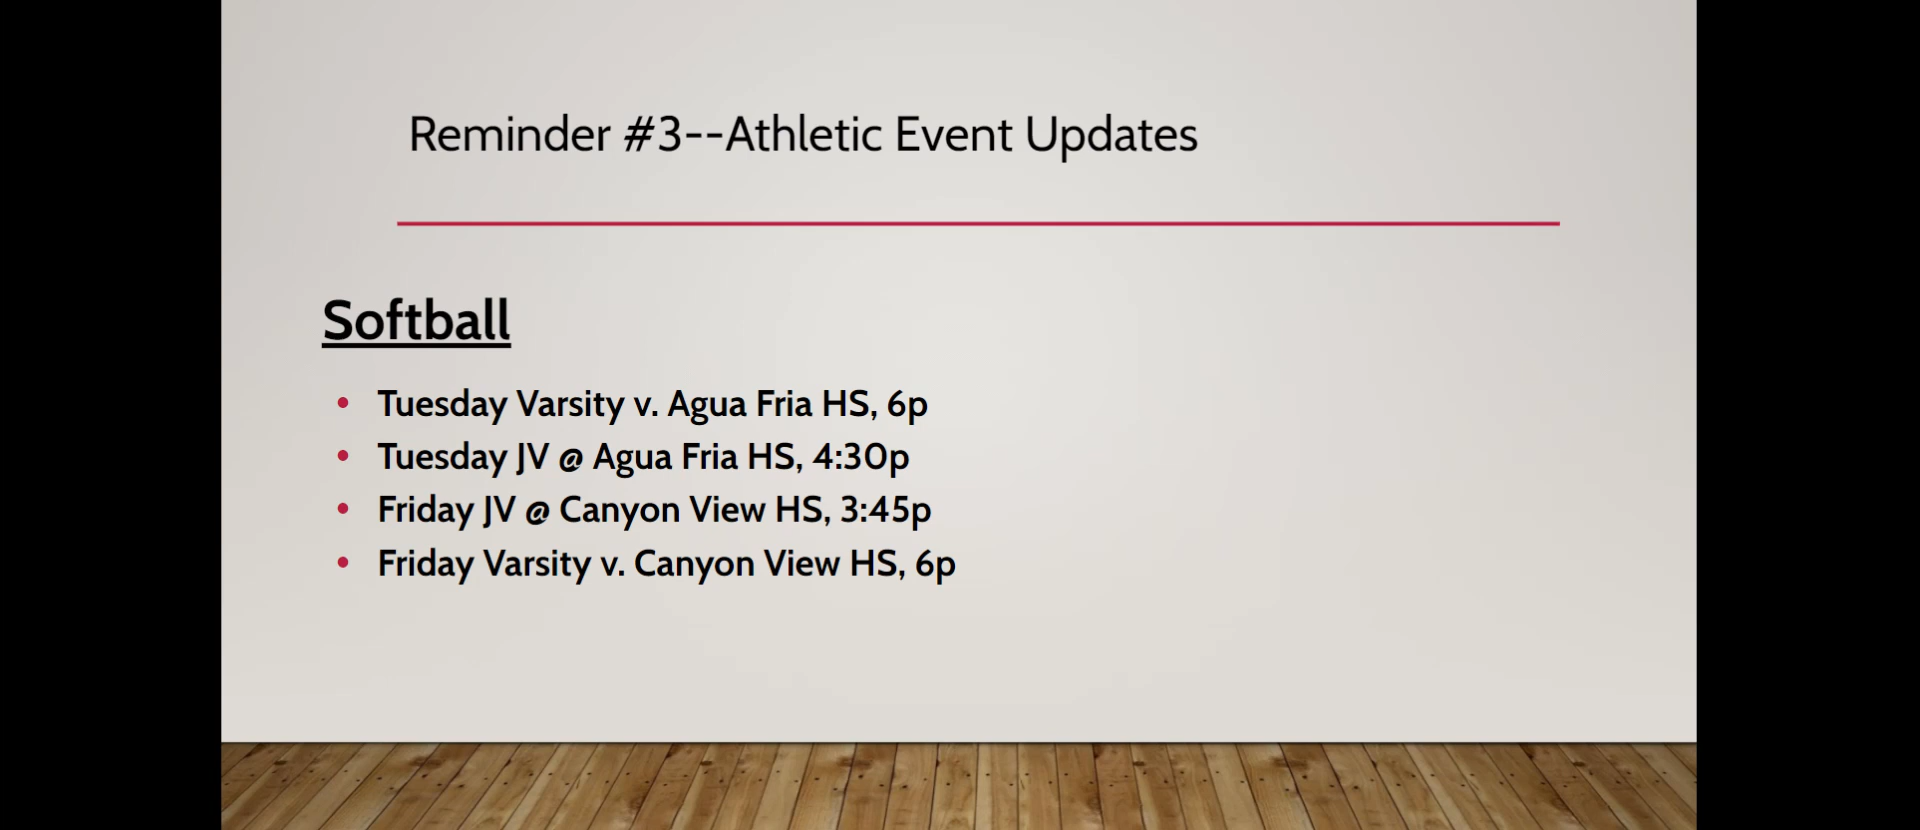 Reminder #3--Athletic Event Updates
Softball
• Tuesday Varsity v. Agua Fria HS, 6p
• Tuesday JV @ Agua Fria HS, 4:30p
• Friday JV @ Canyon View HS, 3:45p
• Friday Varsity v. Canyon View HS, 6p